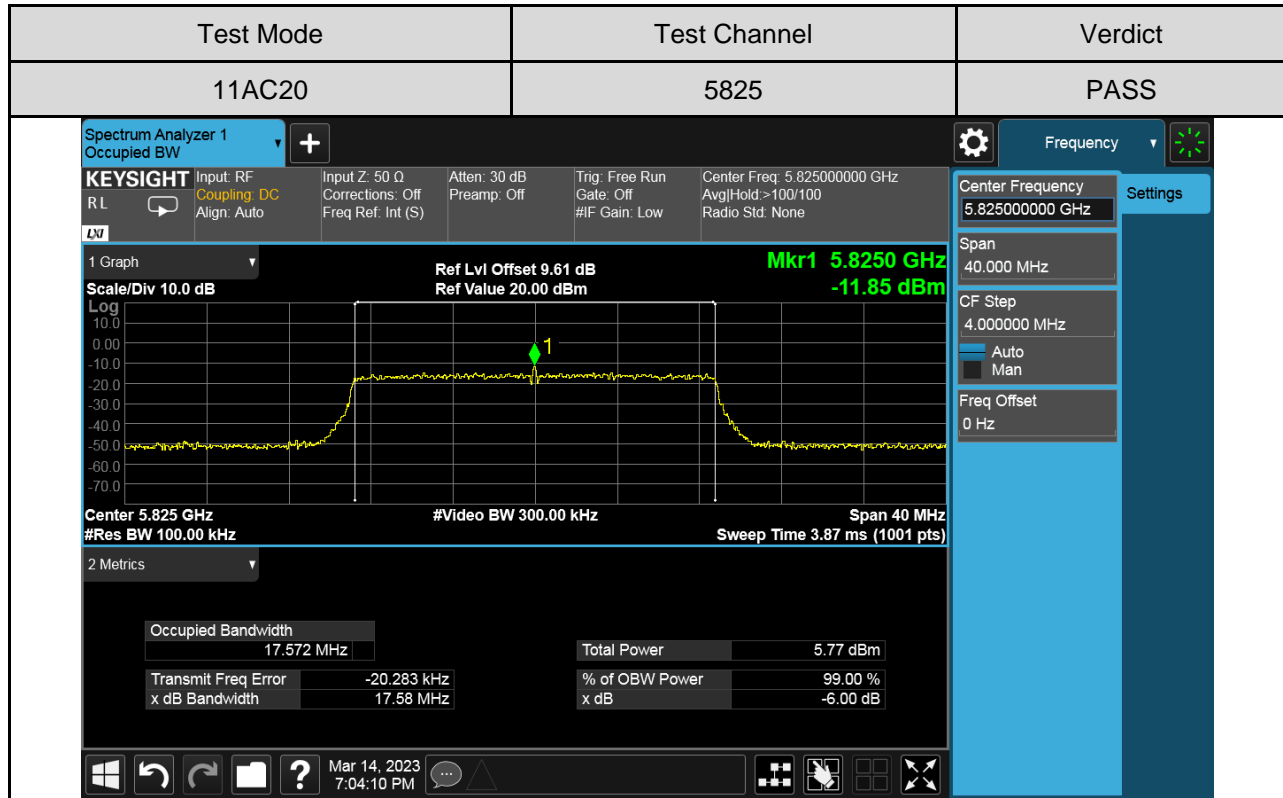 Test Mode Test Channel Verdict
11AC20 5825 PASS
Spectrum Analyzer 1
Occupied BW
+
Frequency
KEYSIGHT
RL
LXI
Input: RF
Coupling: DC
Align: Auto
Input Z: 50 Ω
Corrections: Off
Freq Ref: Int (S)
Atten: 30 dB
Preamp: Off
Trig: Free Run
Gate: Off
#IF Gain: Low
Center Freq: 5.825000000 GHz
Avg|Hold:>100/100
Radio Std: None
Center Frequency
5.825000000 GHz
Settings
Span
40.000 MHz
CF Step
4.000000 MHz
Auto
Man
Freq Offset
0 Hz
1 Graph
Scale/Div 10.0 dB
Ref Lvl Offset 9.61 dB
Ref Value 20.00 dBm
Mkr1 5.8250 GHz
-11.85 dBm
Log
10.0
0.00
-10.0
-20.0
-30.0
-40.0
-50.0
-60.0
-70.0
1
Center 5.825 GHz
#Res BW 100.00 kHz
#Video BW 300.00 kHz
Span 40 MHz
Sweep Time 3.87 ms (1001 pts)
2 Metrics
Occupied Bandwidth
17.572 MHz
Transmit Freq Error -20.283 kHz
x dB Bandwidth 17.58 MHz
Total Power 5.77 dBm
% of OBW Power 99.00 %
x dB -6.00 dB
?
Mar 14, 2023
7:04:10 PM